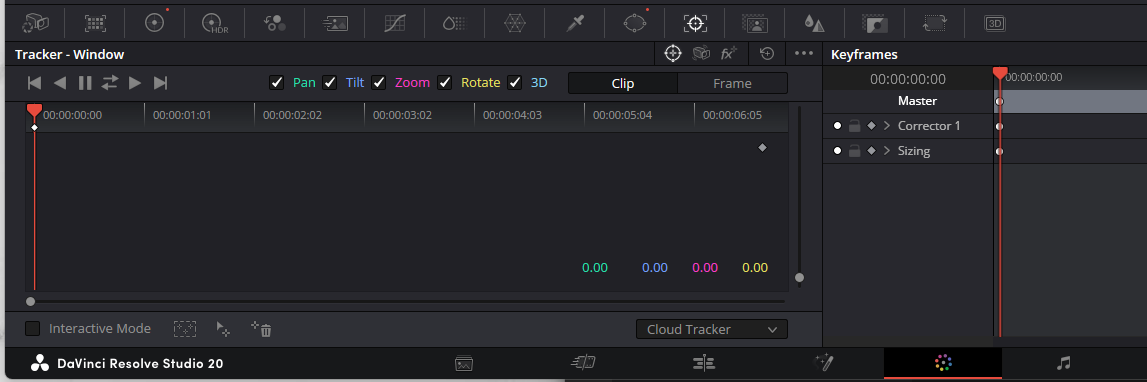 HDR
3D
Tracker - Window
fx
Keyframes
Pan Tilt Zoom Rotate 3D
Clip Frame
00:00:00:00
00:00:00:00
00:00:00:00 00:00:01:01 00:00:02:02 00:00:03:02 00:00:04:03 00:00:05:04 00:00:06:05
Master
Corrector 1
Sizing
0.00 0.00 0.00 0.00
Interactive Mode
Cloud Tracker
DaVinci Resolve Studio 20